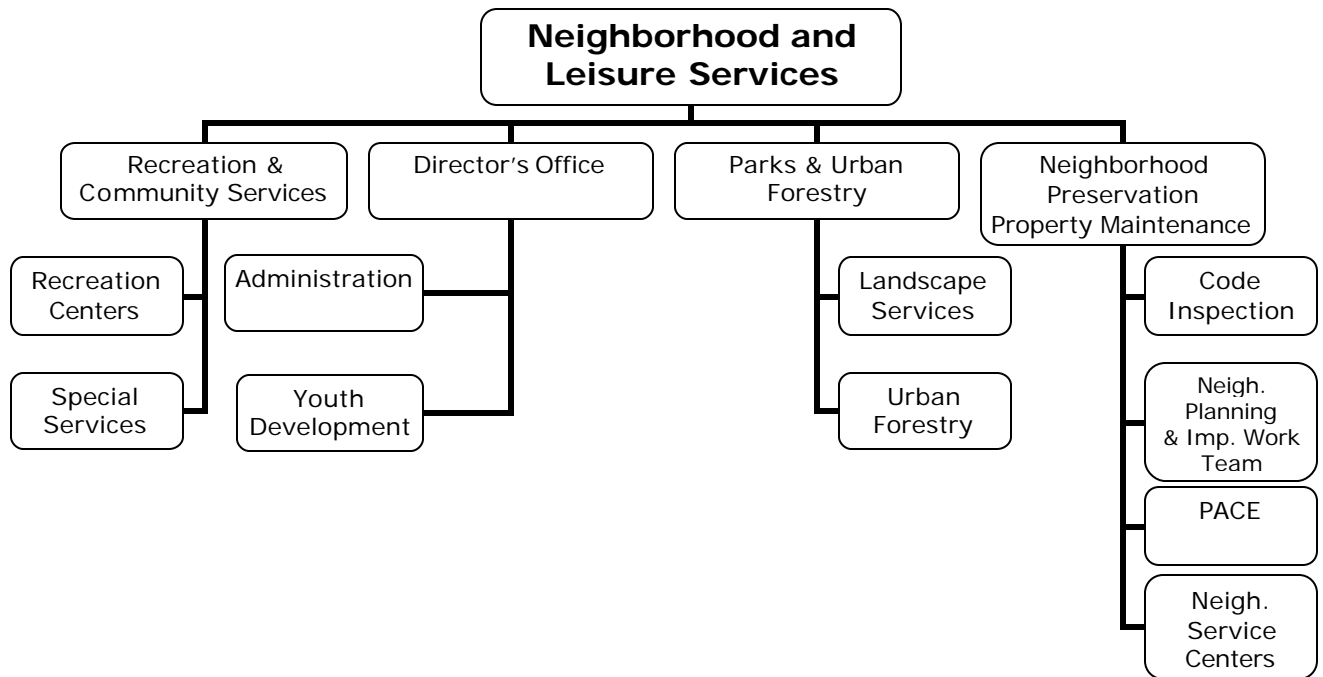 Neighborhood and
Leisure Services
Recreation &
Community Services
Director's Office
Parks & Urban
Forestry
Neighborhood
Preservation
Property Maintenance
Recreation
Centers
Administration
Landscape
Services
Code
Inspection
Special
Services
Youth
Development
Urban
Forestry
Neigh.
Planning
& Imp. Work
Team
PACE
Neigh.
Service
Centers